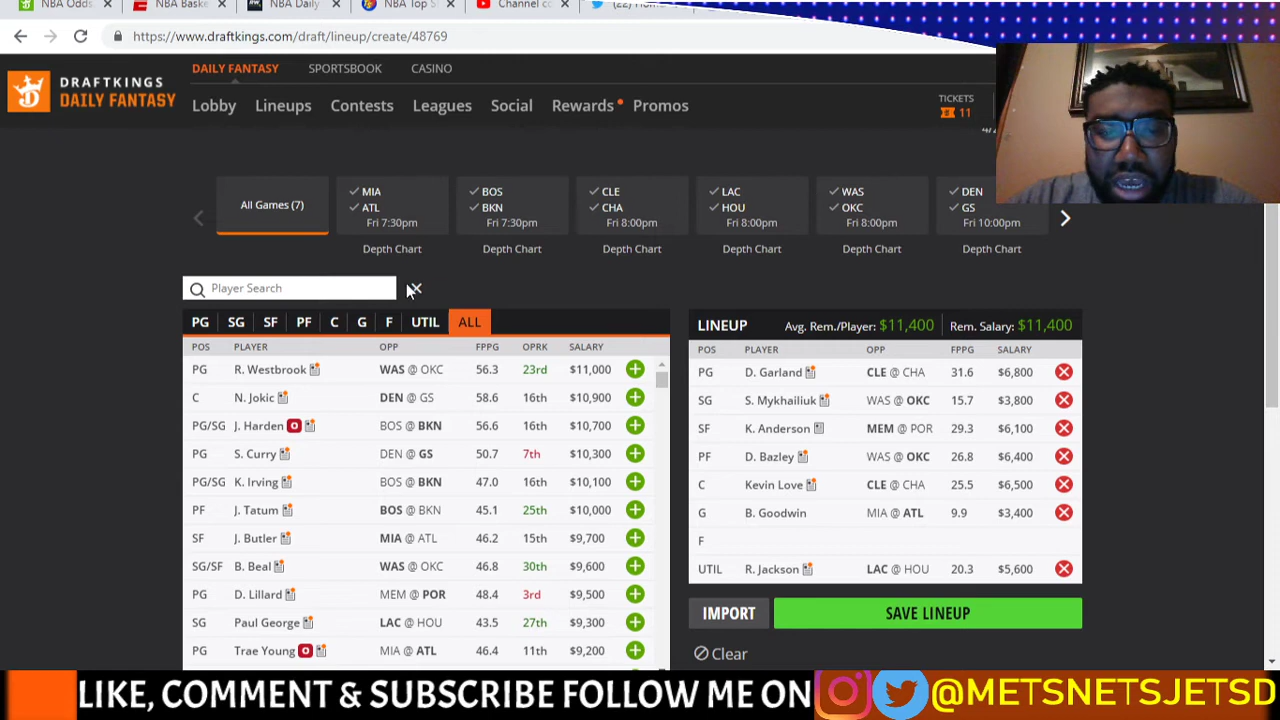 NBA Odds,
NBA Bask
NBA Daily
NBA Top S
Channel co
https://www.draftkings.com/draft/lineup/create/48769
DRAFTKINGS
DAILY FANTASY
DAILY FANTASY SPORTSBOOK CASINO
Lobby Lineups Contests Leagues Social Rewards Promos
TICKETS
11
All Games (7)
MIA
ATL
Fri 7:30pm
Depth Chart
BOS
BKN
Fri 7:30pm
Depth Chart
CLE
CHA
Fri 8:00pm
Depth Chart
LAC
HOU
Fri 8:00pm
Depth Chart
WAS
OKC
Fri 8:00pm
Depth Chart
DEN
GS
Fri 10:00pm
Depth Chart
Player Search
PG SG SF PF C G F UTIL ALL
POS PLAYER OPP FPPG OPRK SALARY
PG R. Westbrook WAS @ OKC 56.3 23rd $11,000
C N. Jokic DEN @ GS 58.6 16th $10,900
PG/SG J. Harden O BOS @ BKN 56.6 16th $10,700
PG S. Curry DEN @ GS 50.7 7th $10,300
PG/SG K. Irving BOS @ BKN 47.0 16th $10,100
PF J. Tatum BOS @ BKN 45.1 25th $10,000
SF J. Butler MIA @ ATL 46.2 15th $9,700
SG/SF B. Beal WAS @ OKC 46.8 30th $9,600
PG D. Lillard MEM @ POR 48.4 3rd $9,500
SG Paul George LAC @ HOU 43.5 27th $9,300
PG Trae Young O MIA @ ATL 46.4 11th $9,200
LINEUP Avg. Rem./Player: $11,400 Rem. Salary: $11,400
POS PLAYER OPP FPPG SALARY
PG D. Garland CLE @ CHA 31.6 $6,800
SG S. Mykhailiuk WAS @ OKC 15.7 $3,800
SF K. Anderson MEM @ POR 29.3 $6,100
PF D. Bazley WAS @ OKC 26.8 $6,400
C Kevin Love CLE @ CHA 25.5 $6,500
G B. Goodwin MIA @ ATL 9.9 $3,400
F
UTIL R. Jackson LAC @ HOU 20.3 $5,600
IMPORT SAVE LINEUP
Clear
LIKE, COMMENT & SUBSCRIBE FOLLOW ME ON @METSNETSJETSD